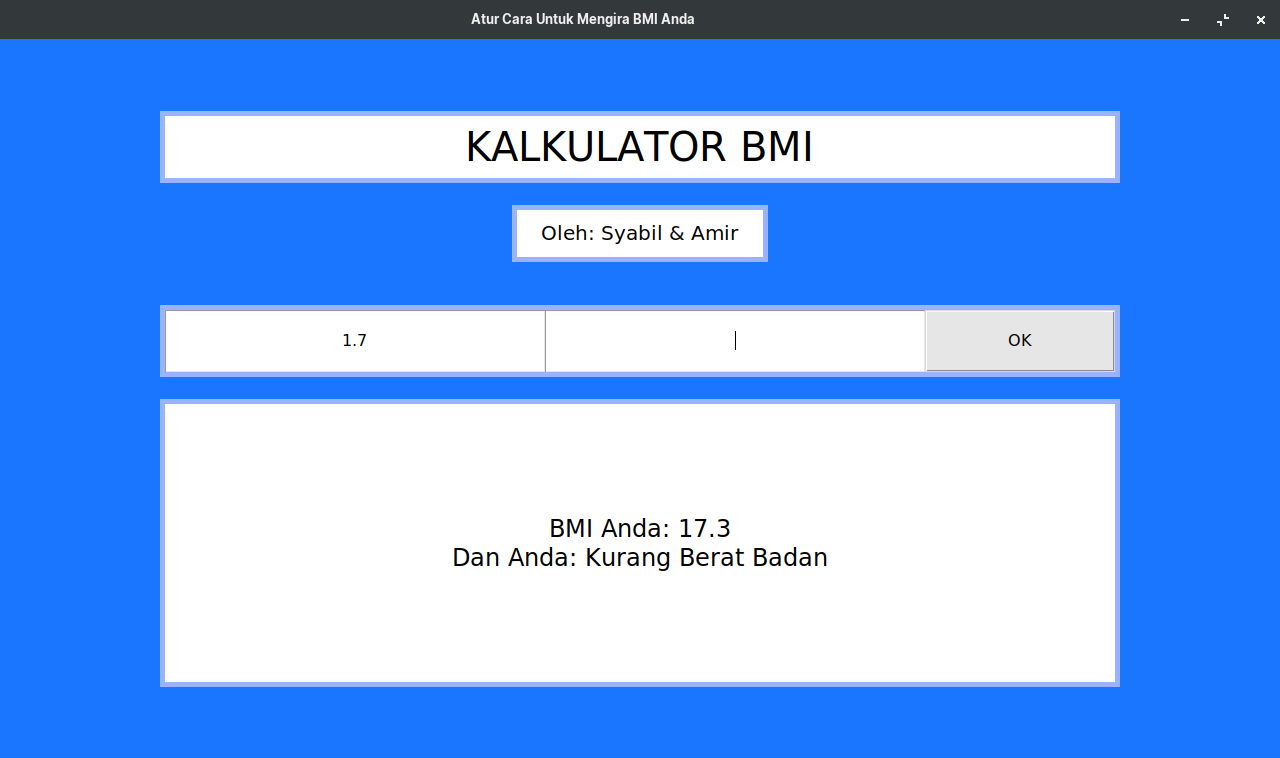 Atur Cara Untuk Mengira BMI Anda
KALKULATOR BMI
Oleh: Syabil & Amir
1.7
OK
BMI Anda: 17.3
Dan Anda: Kurang Berat Badan